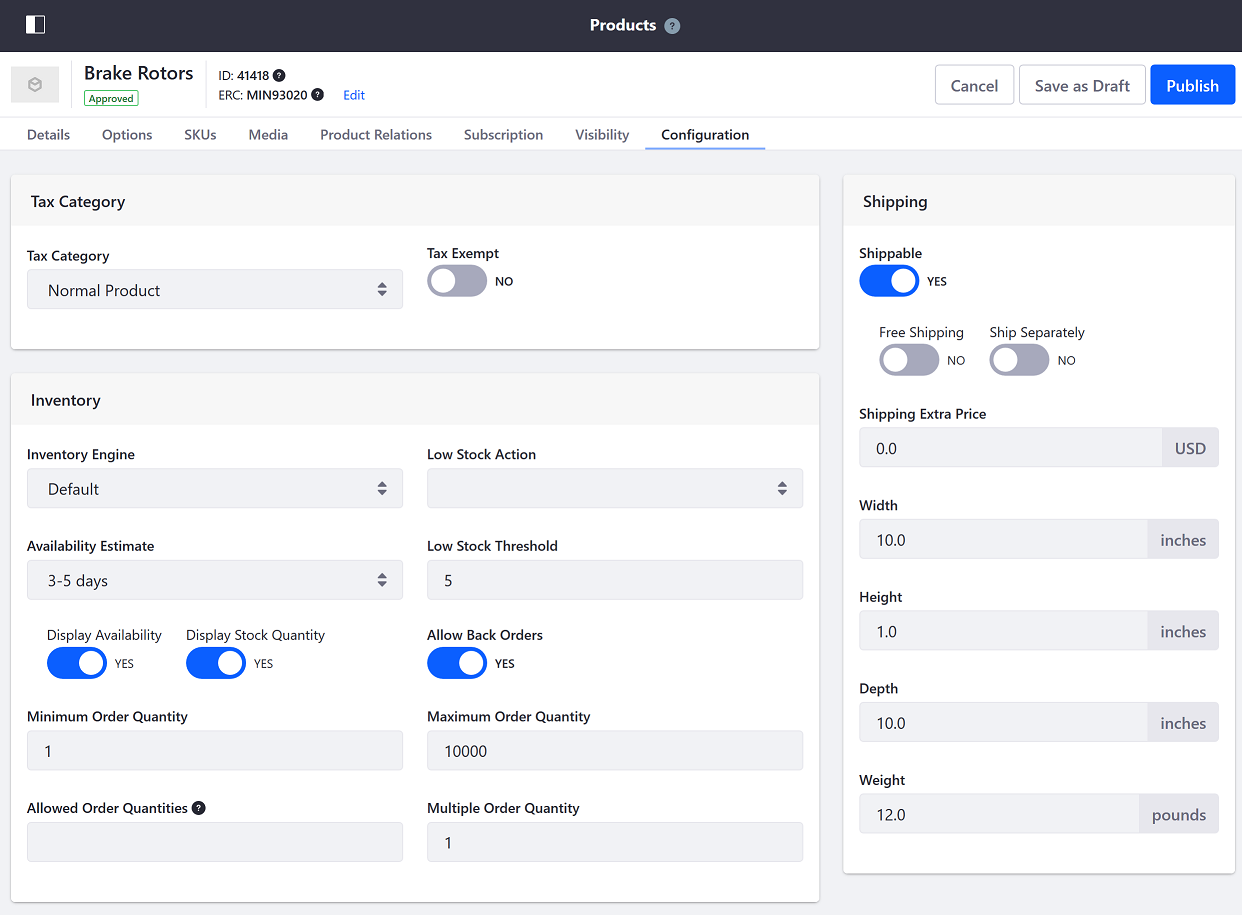 Products ?
Brake Rotors
Approved
ID: 41418 ?
ERC: MIN93020 ? Edit
Cancel
Save as Draft
Publish
Details Options SKUs Media Product Relations Subscription Visibility Configuration
Tax Category
Tax Category
Normal Product
Tax Exempt
NO
Inventory
Inventory Engine
Default
Low Stock Action
Availability Estimate
3-5 days
Low Stock Threshold
5
Display Availability
YES
Display Stock Quantity
YES
Allow Back Orders
YES
Minimum Order Quantity
1
Maximum Order Quantity
10000
Allowed Order Quantities ?
Multiple Order Quantity
1
Shipping
Shippable
YES
Free Shipping
NO
Ship Separately
NO
Shipping Extra Price
0.0 USD
Width
10.0 inches
Height
1.0 inches
Depth
10.0 inches
Weight
12.0 pounds